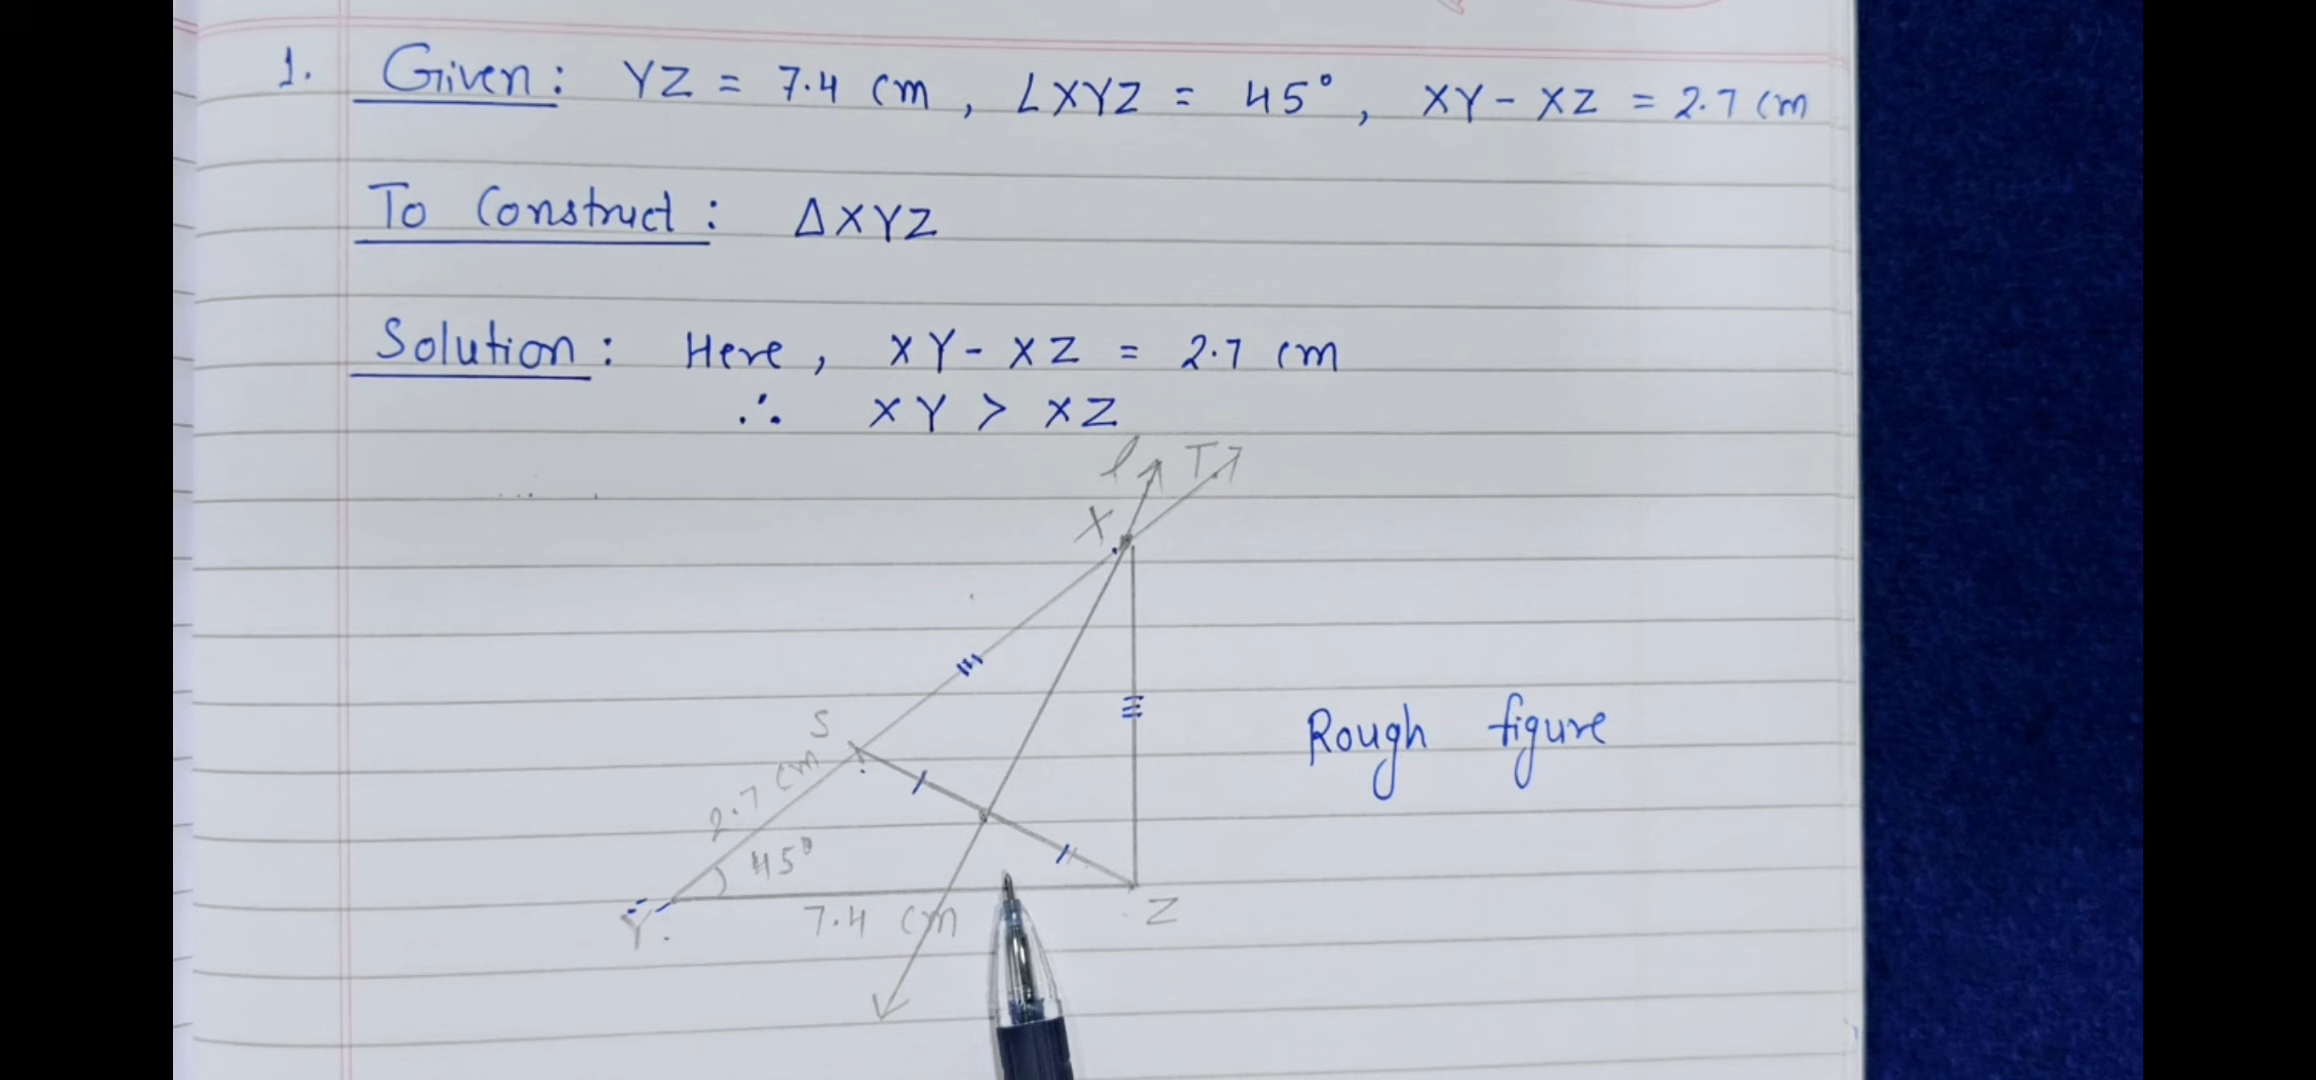 1. Given: YZ = 7.4 cm, ∠XYZ = 45°, XY - XZ = 2.7 cm
To Construct: ΔXYZ
Solution: Here, XY - XZ = 2.7 cm
∴ XY > XZ
l T
X
S
2.7 cm
Rough figure
45°
Y 7.4 cm Z